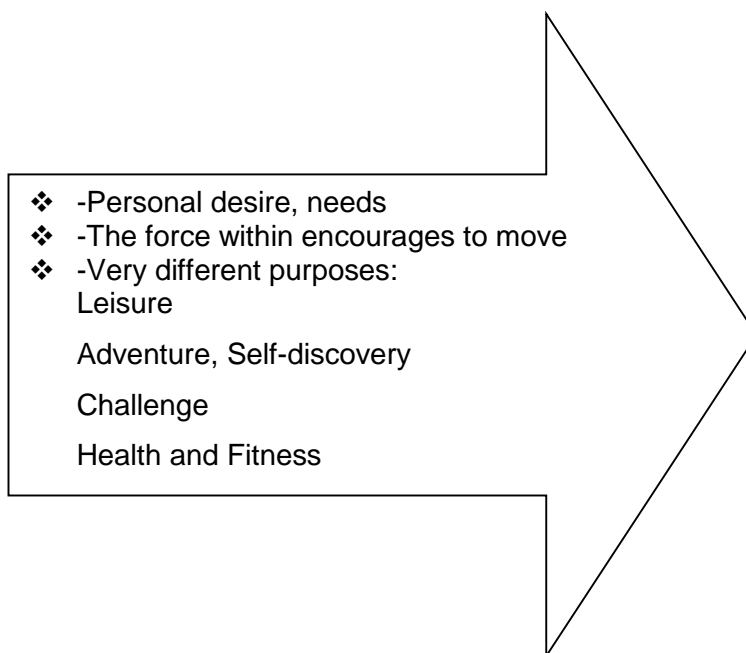 ❖ -Personal desire, needs
❖ -The force within encourages to move
❖ -Very different purposes:
Leisure
Adventure, Self-discovery
Challenge
Health and Fitness